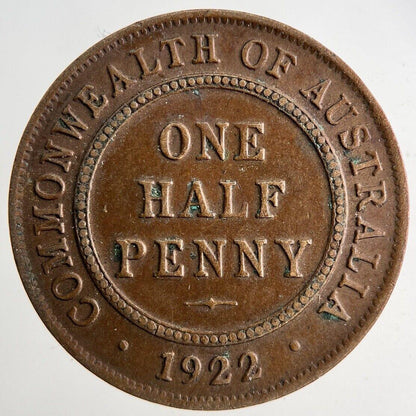 COMMONWEALTH OF AUSTRALIA
ONE
HALF
PENNY
· 1922 ·